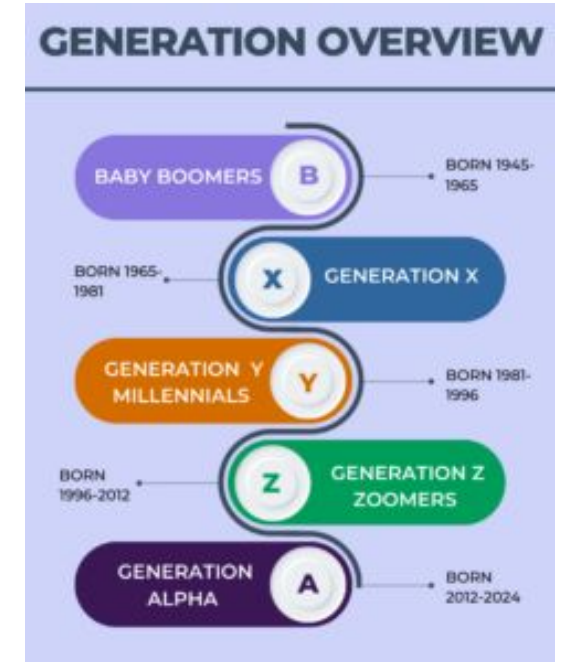 GENERATION OVERVIEW
BABY BOOMERS
B
BORN 1945-
1965
BORN 1965-
1981
X
GENERATION X
GENERATION Y
MILLENNIALS
Y
BORN 1981-
1996
BORN
1996-2012
Z
GENERATION Z
ZOOMERS
GENERATION
ALPHA
A
BORN
2012-2024